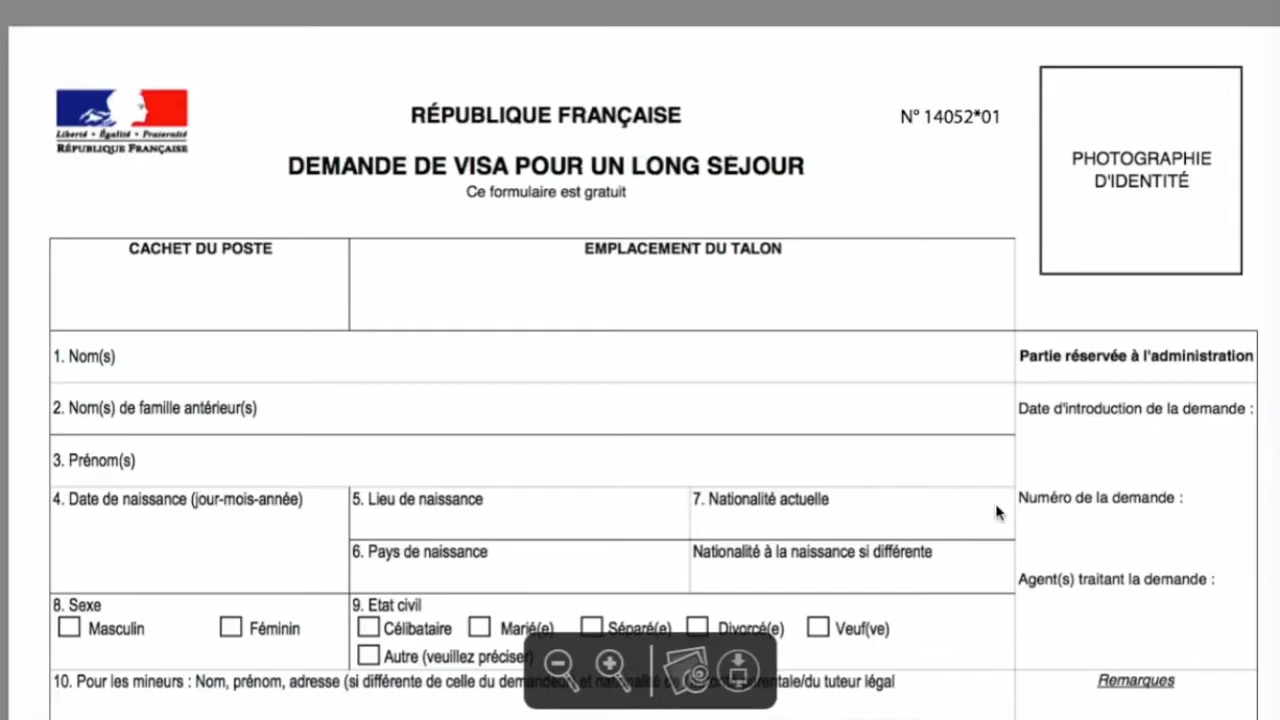 Liberté • Égalité • Fraternité
RÉPUBLIQUE FRANÇAISE
RÉPUBLIQUE FRANÇAISE
N° 14052*01
DEMANDE DE VISA POUR UN LONG SEJOUR
Ce formulaire est gratuit
PHOTOGRAPHIE
D'IDENTITÉ
CACHET DU POSTE
EMPLACEMENT DU TALON
1. Nom(s)
Partie réservée à l'administration
2. Nom(s) de famille antérieur(s)
Date d'introduction de la demande :
3. Prénom(s)
4. Date de naissance (jour-mois-année)
5. Lieu de naissance
7. Nationalité actuelle
Numéro de la demande :
6. Pays de naissance
Nationalité à la naissance si différente
Agent(s) traitant la demande :
8. Sexe
Masculin
Féminin
9. Etat civil
Célibataire
Marié(e)
Séparé(e)
Divorcé(e)
Veuf(ve)
Autre (veuillez préciser
10. Pour les mineurs : Nom, prénom, adresse (si différente de celle du demandeur et nationalité parentale/du tuteur légal
Remarques